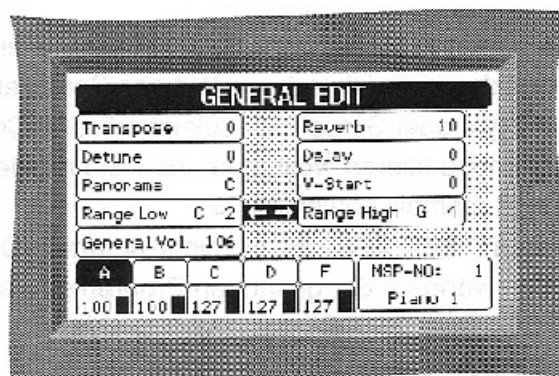 GENERAL EDIT
Transpose 0 Reverb 10
Detune 0 Delay 0
Panorama C V-Start 0
Range Low C -2 Range High G 4
General Vol. 106
A B C D F MSP-NO: 1
100 100 127 127 127 Piano 1